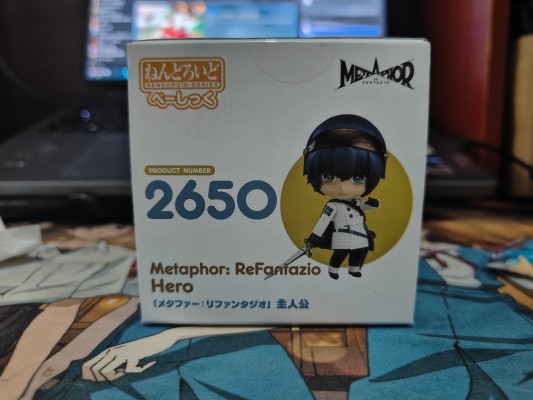 ねんどろいど
NENDOROID SERIES
べーしっく
METAPHOR
REFANTAZIO
PRODUCT NUMBER
2650
Metaphor: ReFantazio
Hero
『メタファー：リファンタジオ』 主人公